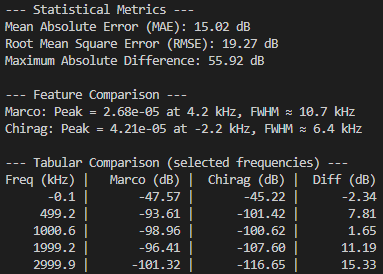 --- Statistical Metrics ---
Mean Absolute Error (MAE): 15.02 dB
Root Mean Square Error (RMSE): 19.27 dB
Maximum Absolute Difference: 55.92 dB
--- Feature Comparison ---
Marco: Peak = 2.68e-05 at 4.2 kHz, FWHM ≈ 10.7 kHz
Chirag: Peak = 4.21e-05 at -2.2 kHz, FWHM ≈ 6.4 kHz
--- Tabular Comparison (selected frequencies) ---
Freq (kHz) | Marco (dB) | Chirag (dB) | Diff (dB)
-0.1 | -47.57 | -45.22 | -2.34
499.2 | -93.61 | -101.42 | 7.81
1000.6 | -98.96 | -100.62 | 1.65
1999.2 | -96.41 | -107.60 | 11.19
2999.9 | -101.32 | -116.65 | 15.33